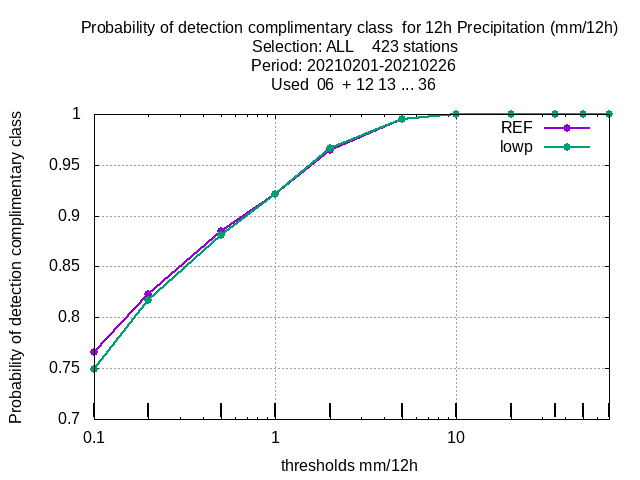 Probability of detection complimentary class  for 12h Precipitation (mm/12h)
Selection: ALL    423 stations
Period: 20210201-20210226
Used  06  + 12 13 ... 36
Probability of detection complimentary class
1
0.95
0.9
0.85
0.8
0.75
0.7
REF
lowp
0.1 1 10
thresholds mm/12h